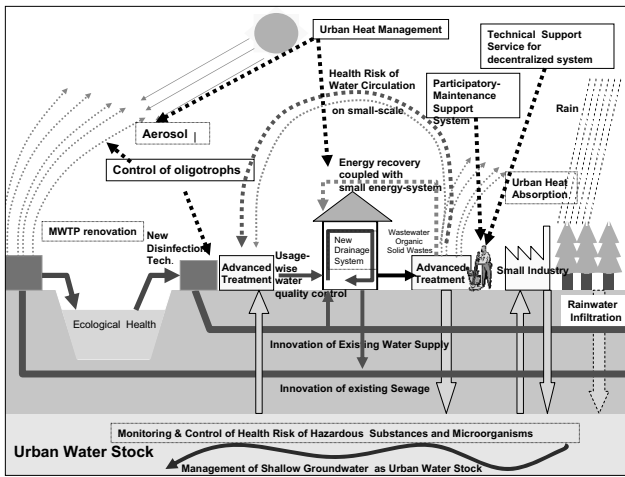 Urban Heat Management
Technical Support
Service for
decentralized system
Health Risk of
Water Circulation
on small-scale
Participatory-
Maintenance
Support
System
Rain
Aerosol
Control of oligotrophs
Energy recovery
coupled with
small energy-system
Urban Heat
Absorption
MWTP renovation
New
Disinfection
Tech.
Advanced
Treatment
Usage-
wise
water
quality control
New
Drainage
System
Wastewater
Organic
Solid Wastes
Advanced
Treatment
Small Industry
Rainwater
Infiltration
Ecological Health
Innovation of Existing Water Supply
Innovation of existing Sewage
Monitoring & Control of Health Risk of Hazardous Substances and Microorganisms
Urban Water Stock
Management of Shallow Groundwater as Urban Water Stock